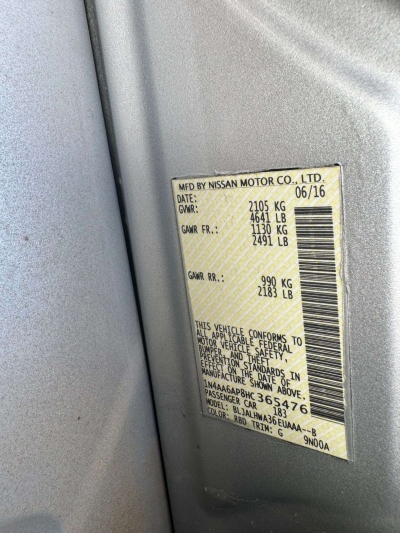 MFD BY NISSAN MOTOR CO., LTD.
DATE: 06/16
GVWR: 2105 KG
4641 LB
GAWR FR.: 1130 KG
2491 LB
GAWR RR.: 990 KG
2183 LB
THIS VEHICLE CONFORMS TO
ALL APPLICABLE FEDERAL
MOTOR VEHICLE SAFETY,
BUMPER, AND THEFT
PREVENTION STANDARDS IN
EFFECT ON THE DATE OF
MANUFACTURE SHOWN ABOVE.
1N4AA6AP8HC365476
PASSENGER CAR 183
MODEL: BLJALHWA36EUAAA--B
COLOR: RBD TRIM: G 9N00A